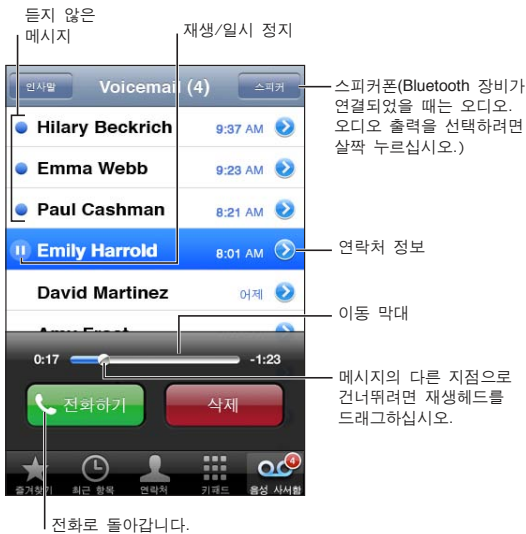 듣지 않은
메시지
재생/일시 정지
인사말
Voicemail (4)
스피커
스피커폰(Bluetooth 장비가
연결되었을 때는 오디오.
오디오 출력을 선택하려면
살짝 누르십시오.)
Hilary Beckrich 9:37 AM
Emma Webb 9:23 AM
Paul Cashman 8:21 AM
Emily Harrold 8:01 AM
연락처 정보
David Martinez 어제
이동 막대
Amy Frost
0:17 -1:23
메시지의 다른 지점으로
건너뛰려면 재생헤드를
드래그하십시오.
전화하기 삭제
4
즐겨찾기 최근 항목 연락처 키패드 음성 사서함
전화로 돌아갑니다.